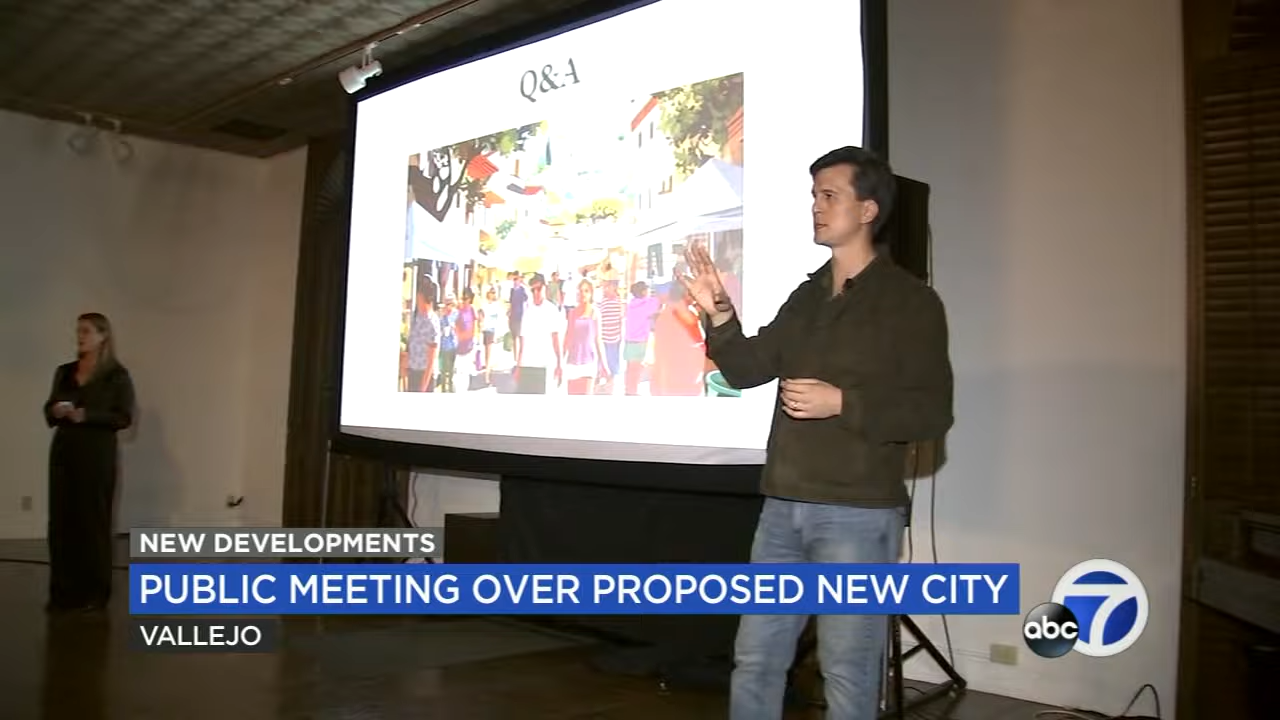 Q&A
NEW DEVELOPMENTS
PUBLIC MEETING OVER PROPOSED NEW CITY
VALLEJO
abc 7